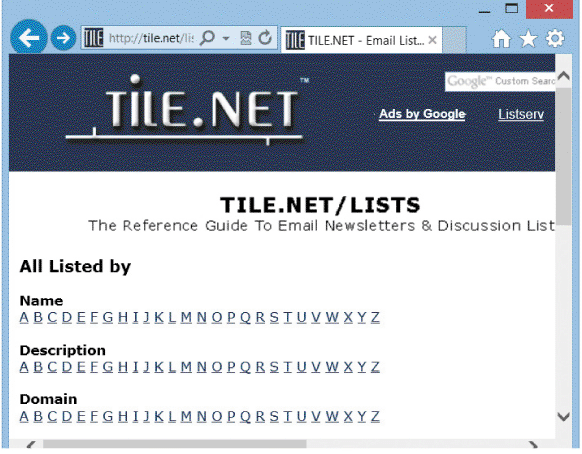 http://tile.net/lis
TILE.NET - Email List...
TILE.NET™
Google™ Custom Searc
Ads by Google Listserv
TILE.NET/LISTS
The Reference Guide To Email Newsletters & Discussion List
All Listed by
Name
A B C D E F G H I J K L M N O P Q R S T U V W X Y Z
Description
A B C D E F G H I J K L M N O P Q R S T U V W X Y Z
Domain
A B C D E F G H I J K L M N O P Q R S T U V W X Y Z